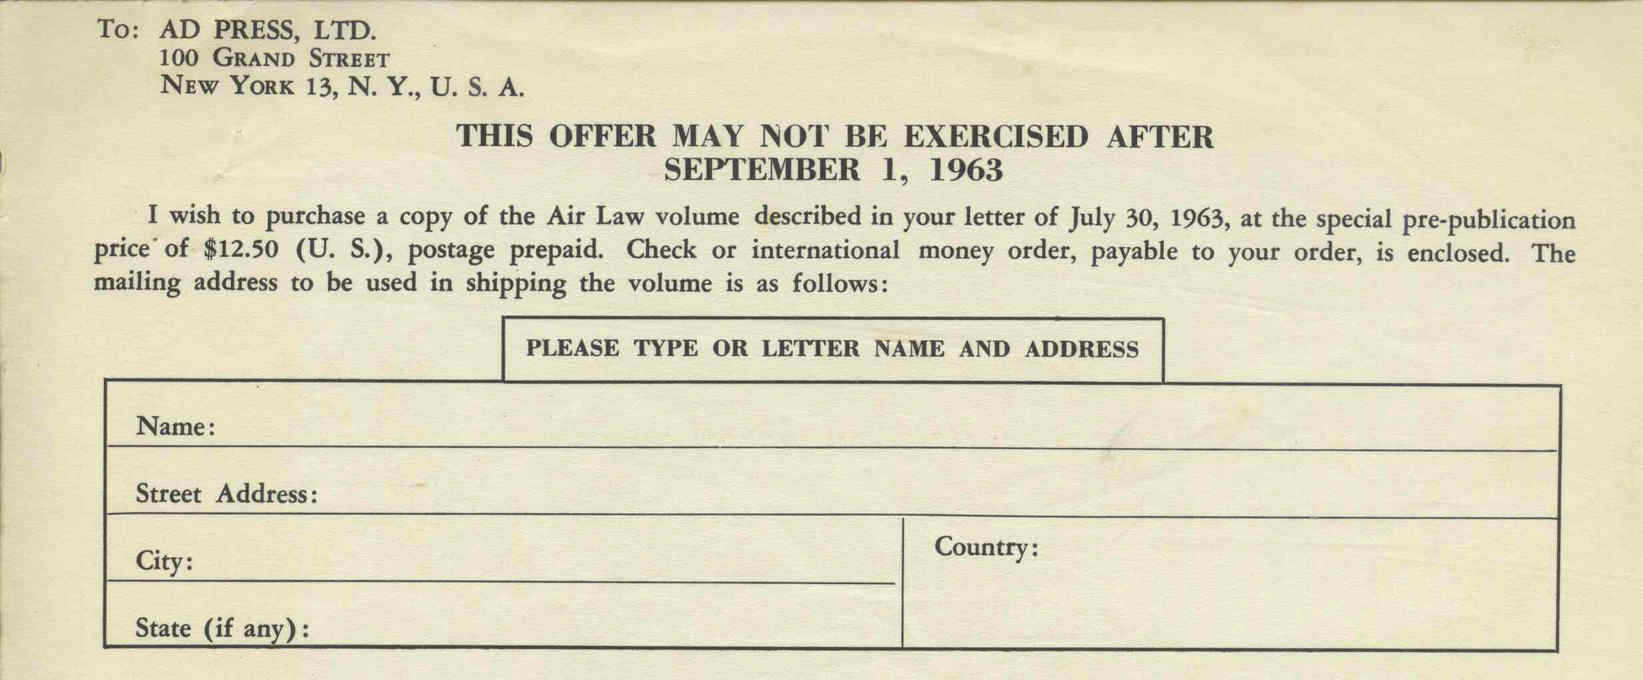 To: AD PRESS, LTD.
100 GRAND STREET
NEW YORK 13, N. Y., U. S. A.
THIS OFFER MAY NOT BE EXERCISED AFTER
SEPTEMBER 1, 1963
I wish to purchase a copy of the Air Law volume described in your letter of July 30, 1963, at the special pre-publication
price of $12.50 (U. S.), postage prepaid. Check or international money order, payable to your order, is enclosed. The
mailing address to be used in shipping the volume is as follows:
PLEASE TYPE OR LETTER NAME AND ADDRESS
Name:
Street Address:
City:
Country:
State (if any):